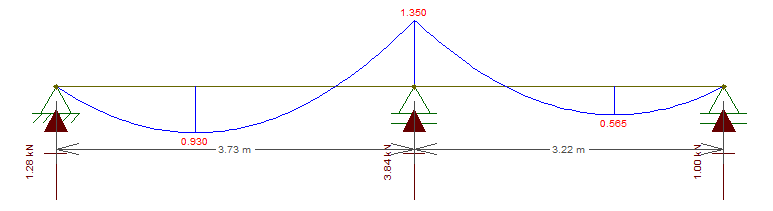 1.350
0.930
0.565
3.73 m
3.22 m
1.28 kN
3.84 kN
1.00 kN